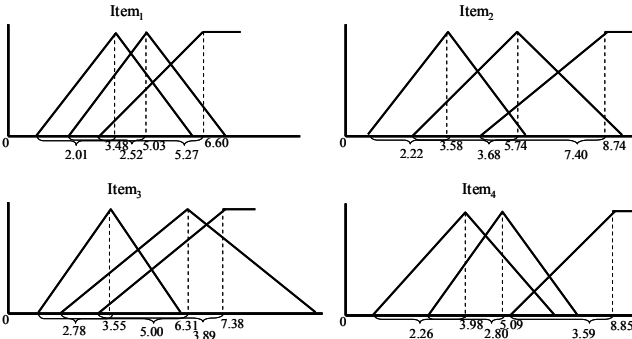 Item1
Item2
0 2.01 3.48 2.52 5.03 5.27 6.60
0 2.22 3.58 3.68 5.74 7.40 8.74
Item3
Item4
0 2.78 3.55 5.00 6.31 3.89 7.38
0 2.26 3.98 2.80 5.09 3.59 8.85